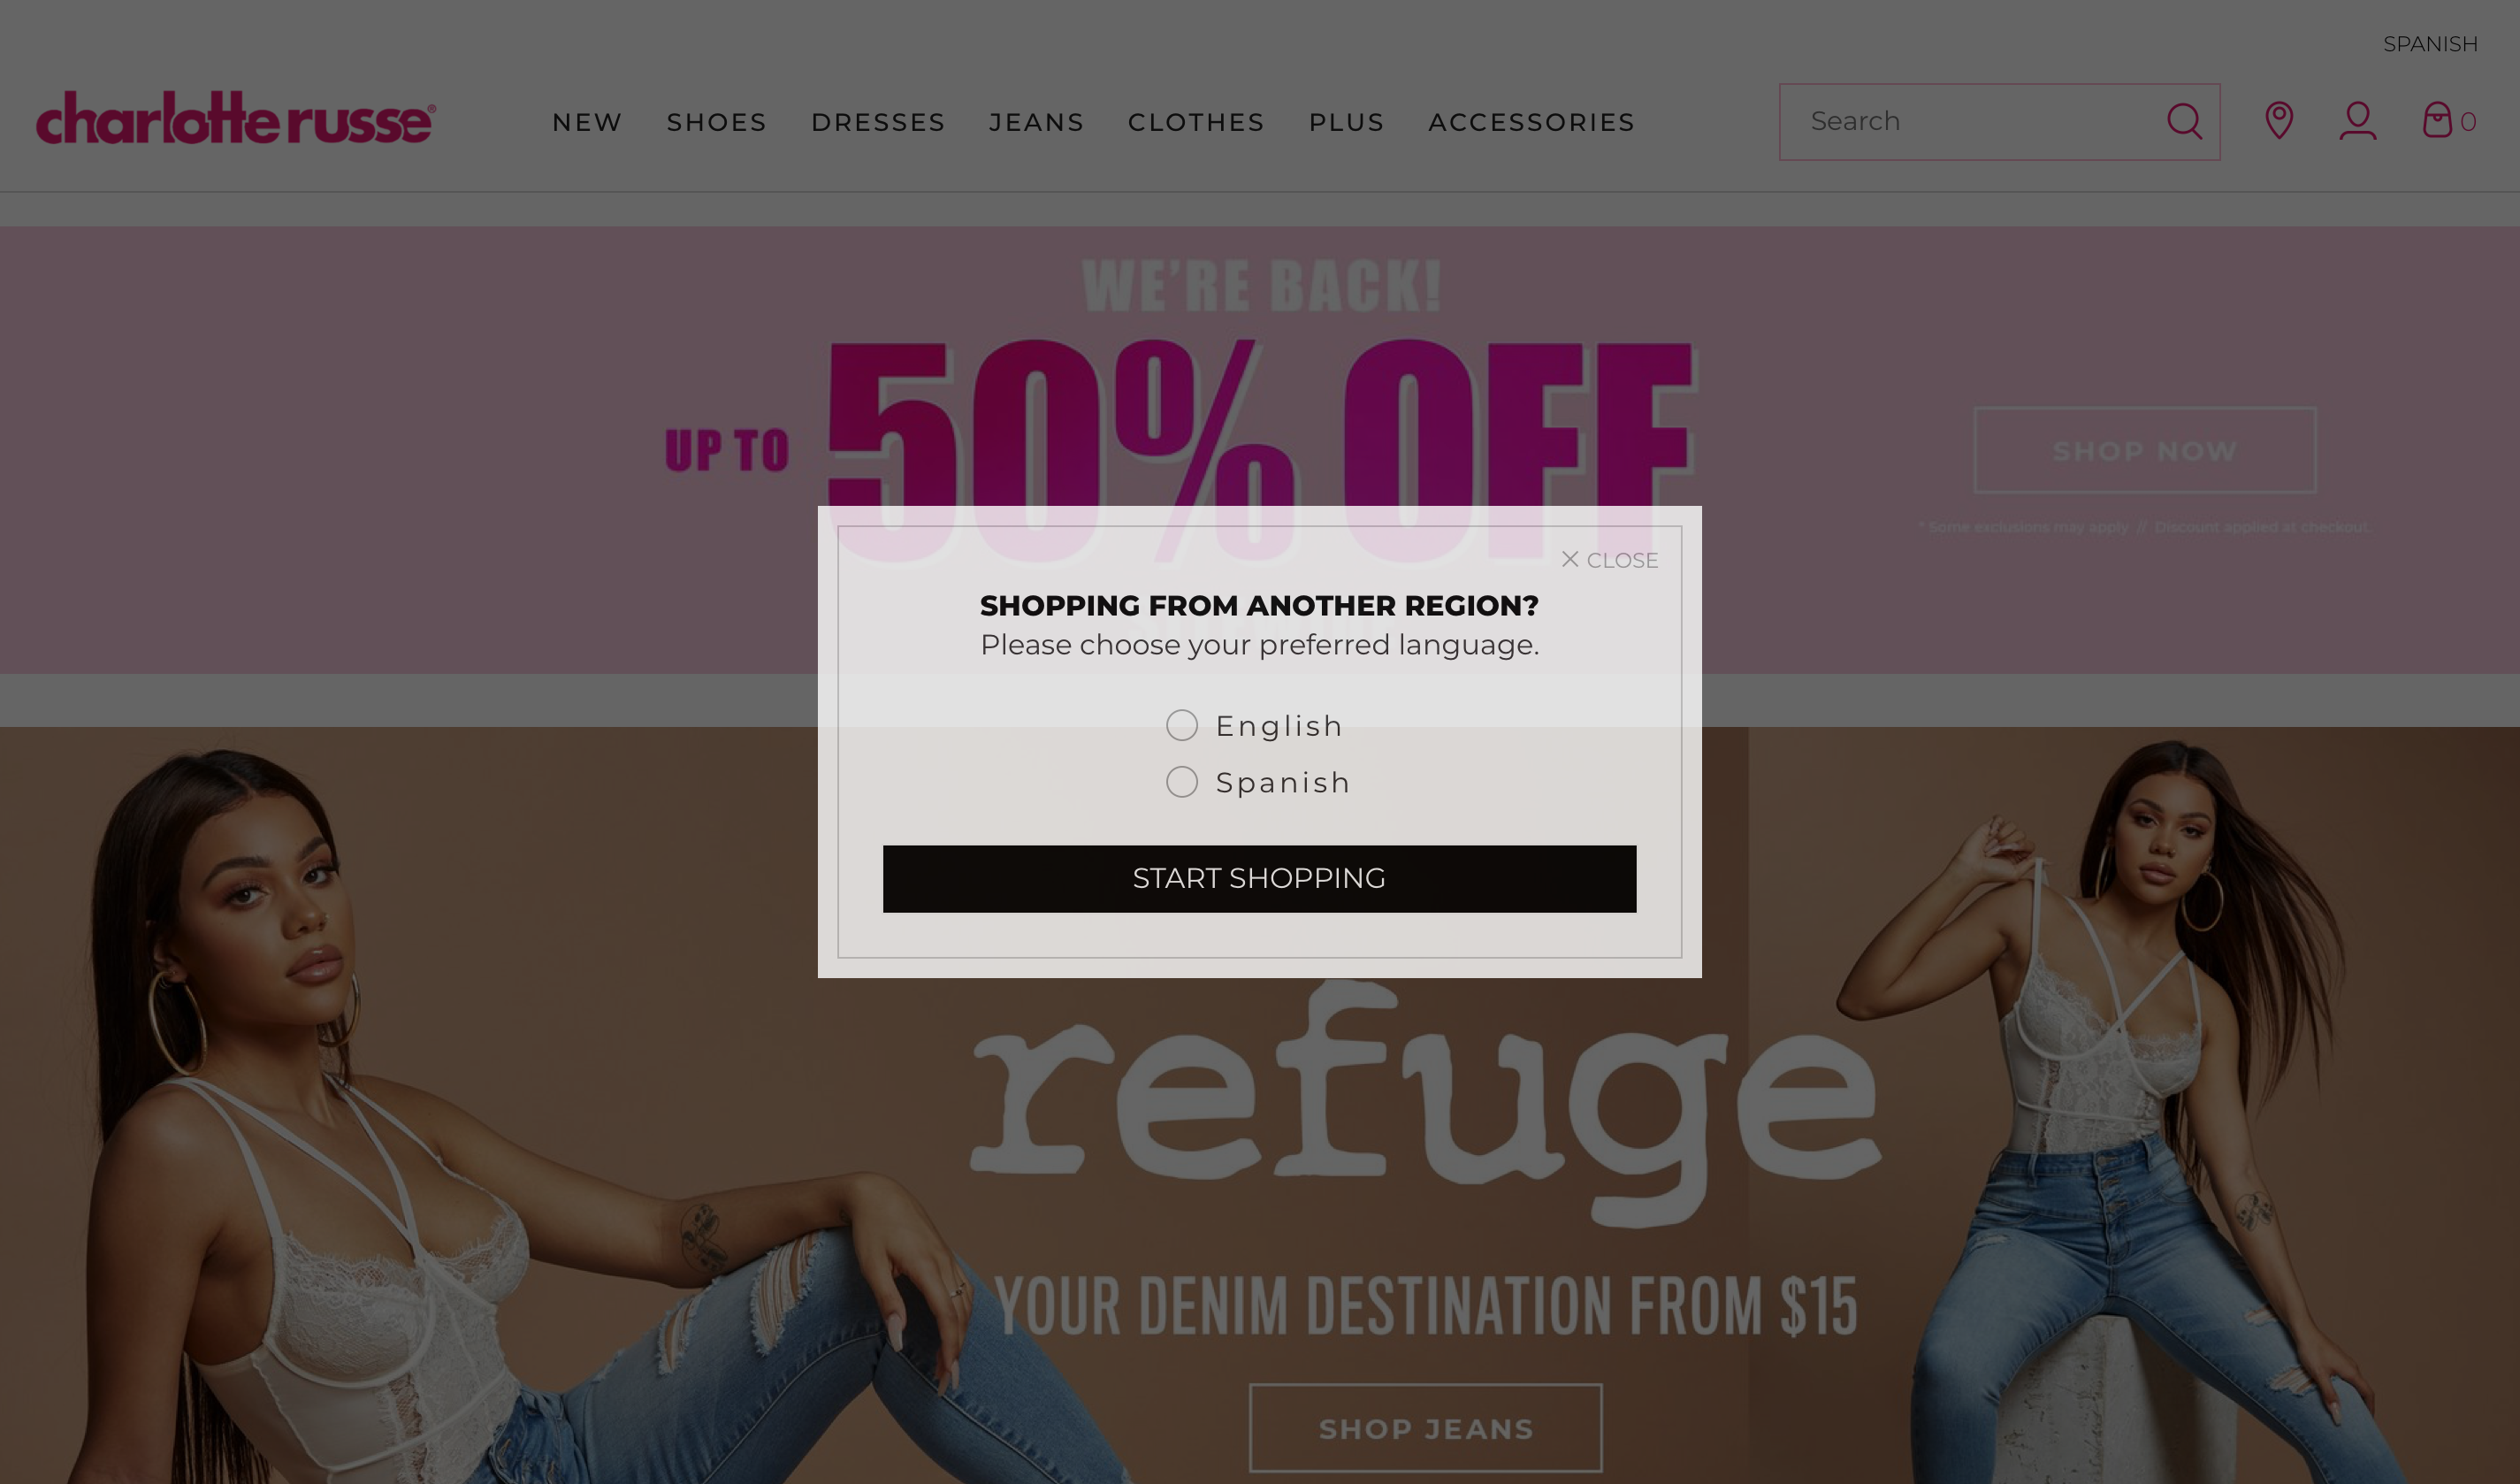 SPANISH
charlotte russe®
NEW SHOES DRESSES JEANS CLOTHES PLUS ACCESSORIES
Search
0
WE'RE BACK!
UP TO 50% OFF
SHOP NOW
* Some exclusions may apply // Discount applied at checkout.
CLOSE
SHOPPING FROM ANOTHER REGION?
Please choose your preferred language.
English
Spanish
START SHOPPING
refuge
YOUR DENIM DESTINATION FROM $15
SHOP JEANS